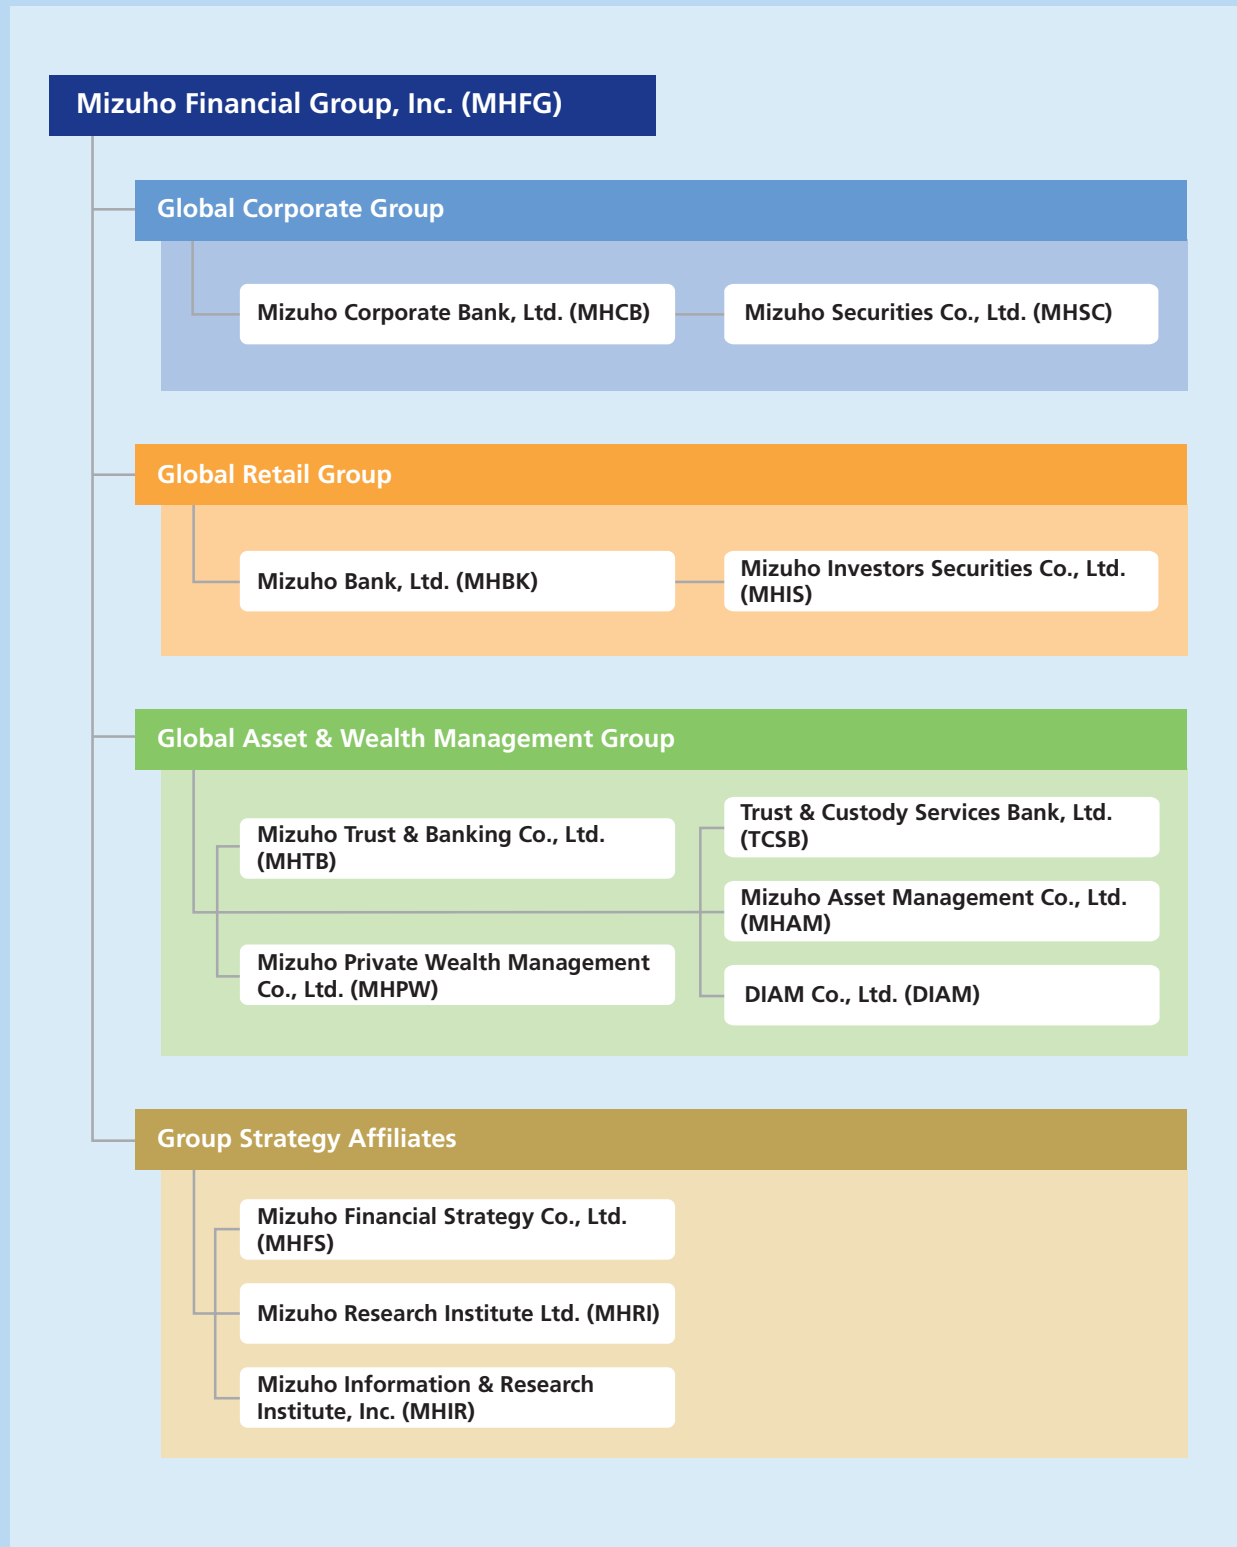 Mizuho Financial Group, Inc. (MHFG)
Global Corporate Group
Mizuho Corporate Bank, Ltd. (MHCB)
Mizuho Securities Co., Ltd. (MHSC)
Global Retail Group
Mizuho Bank, Ltd. (MHBK)
Mizuho Investors Securities Co., Ltd.
(MHIS)
Global Asset & Wealth Management Group
Mizuho Trust & Banking Co., Ltd.
(MHTB)
Mizuho Private Wealth Management
Co., Ltd. (MHPW)
Trust & Custody Services Bank, Ltd.
(TCSB)
Mizuho Asset Management Co., Ltd.
(MHAM)
DIAM Co., Ltd. (DIAM)
Group Strategy Affiliates
Mizuho Financial Strategy Co., Ltd.
(MHFS)
Mizuho Research Institute Ltd. (MHRI)
Mizuho Information & Research
Institute, Inc. (MHIR)